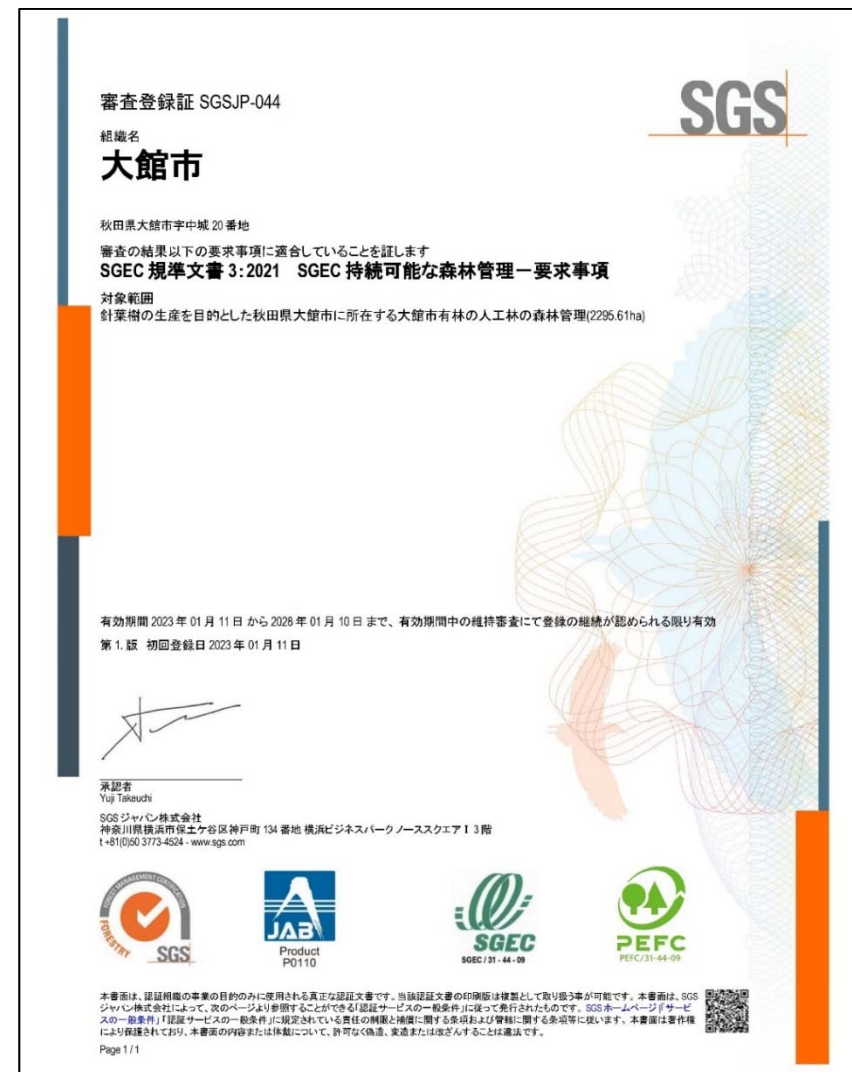 審査登録証 SGSJP-044
SGS
組織名
大館市
秋田県大館市字中城 20 番地
審査の結果以下の要求事項に適合していることを証します
SGEC 規準文書 3:2021 SGEC 持続可能な森林管理－要求事項
対象範囲
針葉樹の生産を目的とした秋田県大館市に所在する大館市有林の人工林の森林管理(2295.61ha)
有効期間 2023 年 01 月 11 日 から 2028 年 01 月 10 日 まで、有効期間中の維持審査にて登録の継続が認められる限り有効
第 1. 版 初回登録日 2023 年 01 月 11 日
承認者
Yuji Takeuchi
SGS ジャパン株式会社
神奈川県横浜市保土ケ谷区神戸町 134 番地 横浜ビジネスパーク ノーススクエア I 3 階
t +81(0)50 3773-4524 - www.sgs.com
FOREST MANAGEMENT CERTIFICATION
FORESTRY
SGS
JAB
Product
P0110
SGEC
SGEC / 31 - 44 - 09
PEFC
PEFC/31-44-09
本書面は、認証組織の事業の目的のみに使用される真正な認証文書です。当該認証文書の印刷版は複製として取り扱う事が可能です。本書面は、SGS
ジャパン株式会社によって、次のページより参照することができる「認証サービスの一般条件」に従って発行されたものです。SGS ホームページ「サービ
スの一般条件」「認証サービスの一般条件」に規定されている責任の制限と補償に関する条項および管轄に関する条項等に従います。本書面は著作権
により保護されており、本書面の内容または体裁について、許可なく偽造、変造または改ざんすることは違法です。
Page 1 / 1